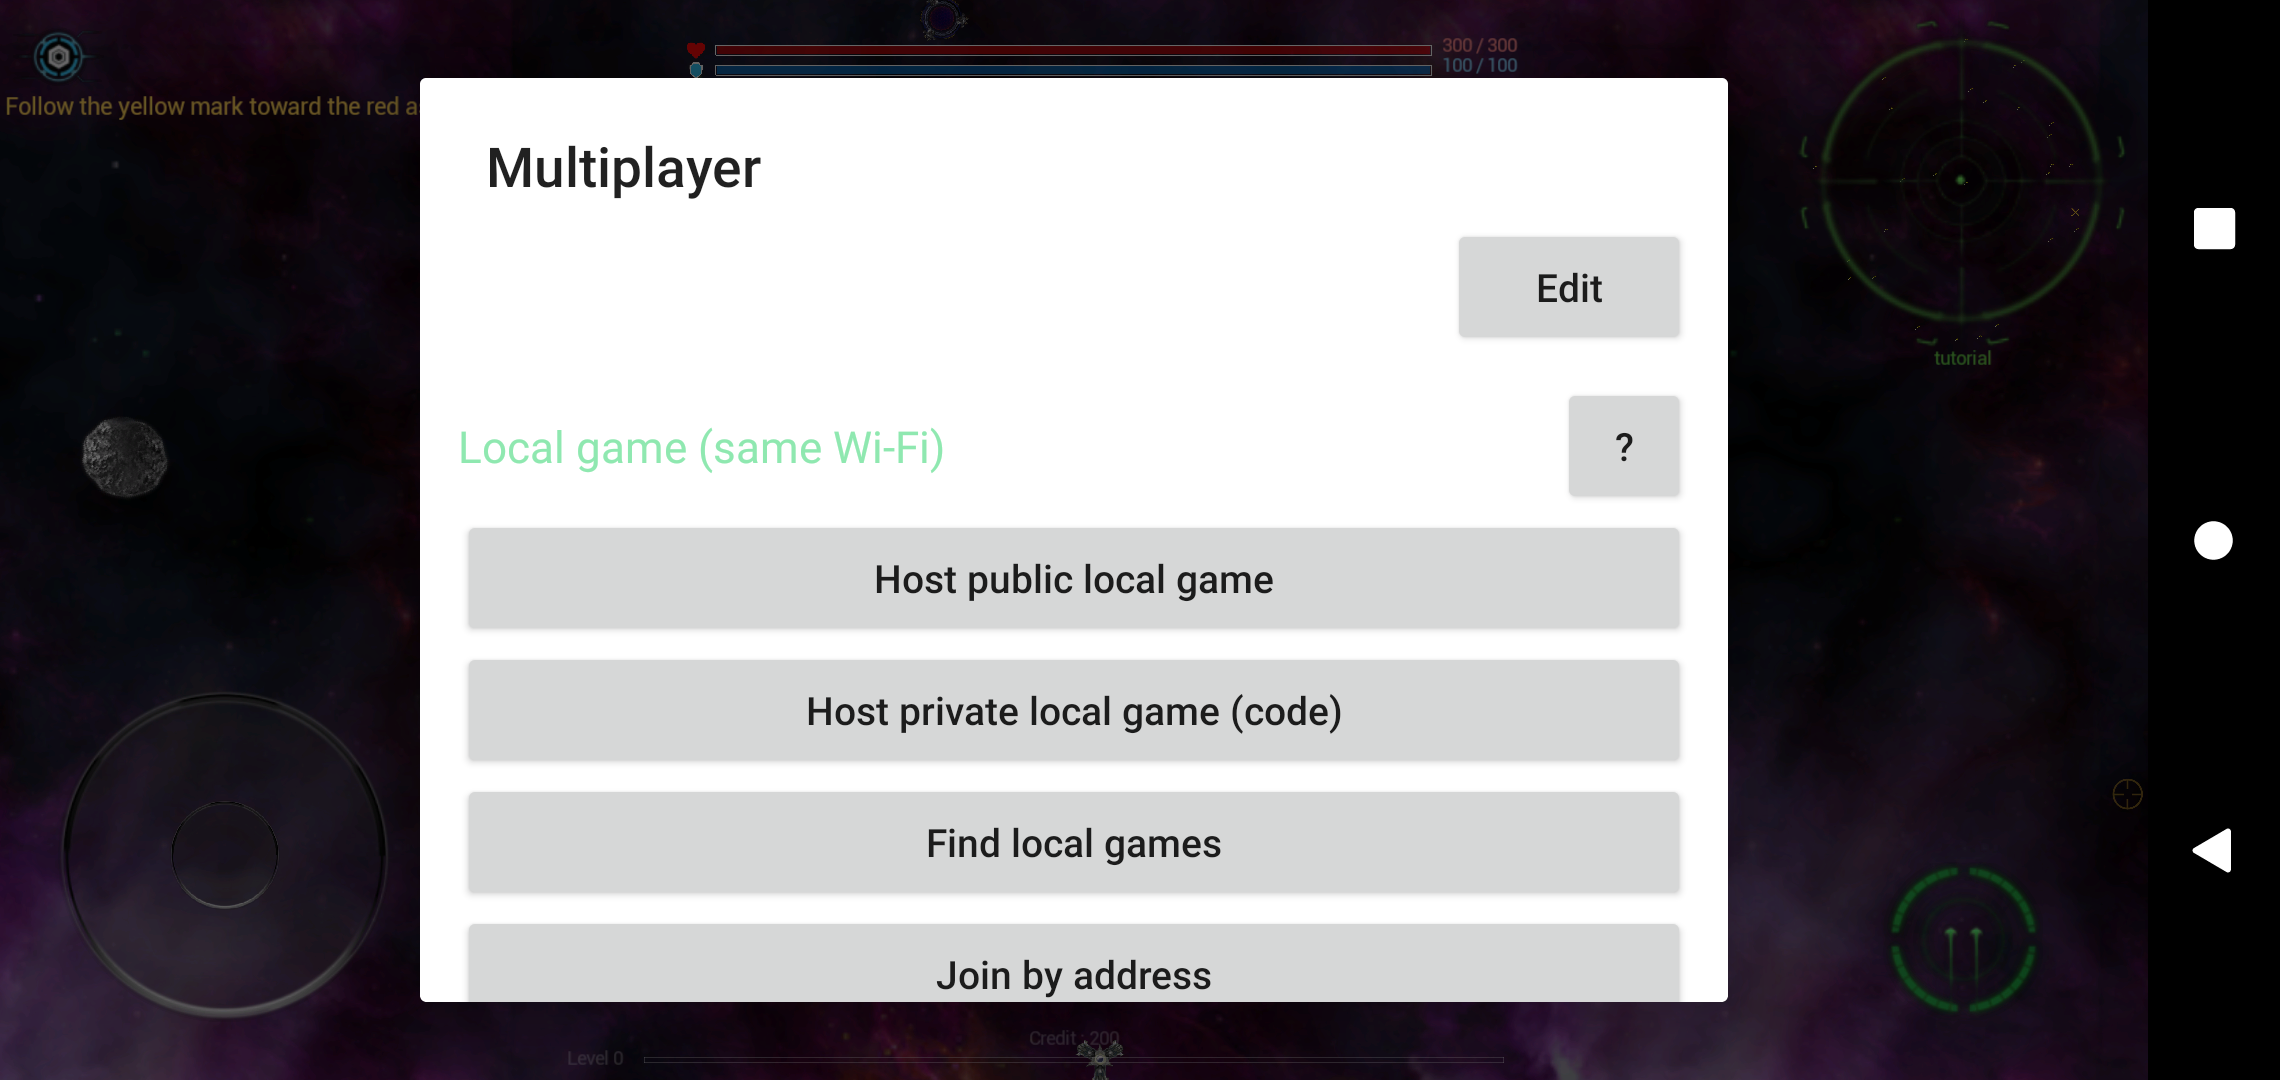 300 / 300
100 / 100
Follow the yellow mark toward the red a
Multiplayer
Edit
Local game (same Wi-Fi)
?
tutorial
Host public local game
Host private local game (code)
Find local games
Join by address
Credit : 200
Level 0